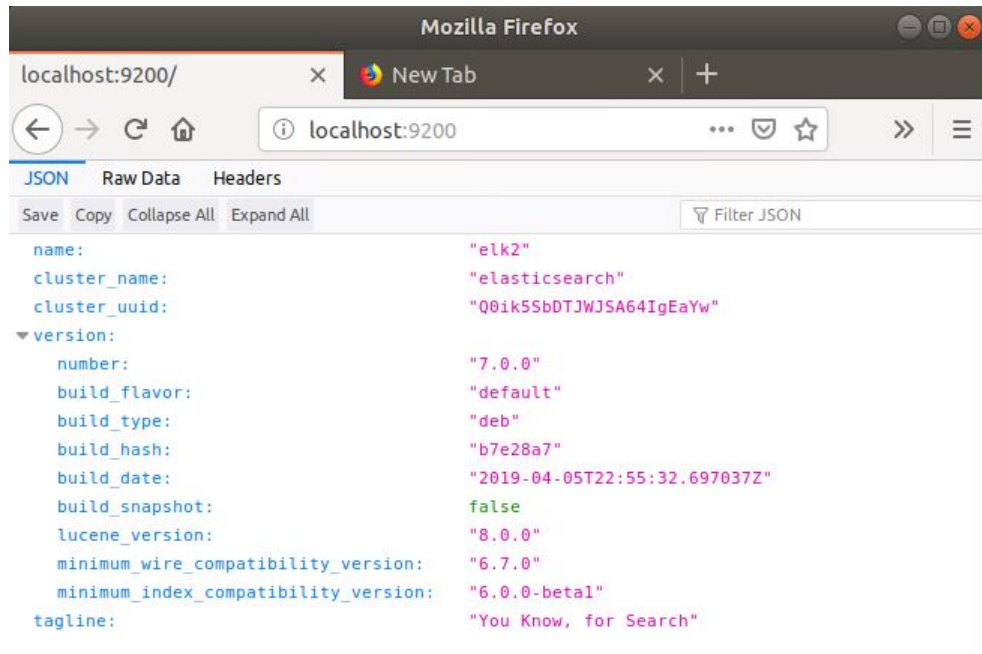 Mozilla Firefox
localhost:9200/ New Tab
localhost:9200
JSON Raw Data Headers
Save Copy Collapse All Expand All Filter JSON
name: "elk2"
cluster_name: "elasticsearch"
cluster_uuid: "Q0ik5SbDTJWJSA64IgEaYw"
version:
number: "7.0.0"
build_flavor: "default"
build_type: "deb"
build_hash: "b7e28a7"
build_date: "2019-04-05T22:55:32.697037Z"
build_snapshot: false
lucene_version: "8.0.0"
minimum_wire_compatibility_version: "6.7.0"
minimum_index_compatibility_version: "6.0.0-beta1"
tagline: "You Know, for Search"